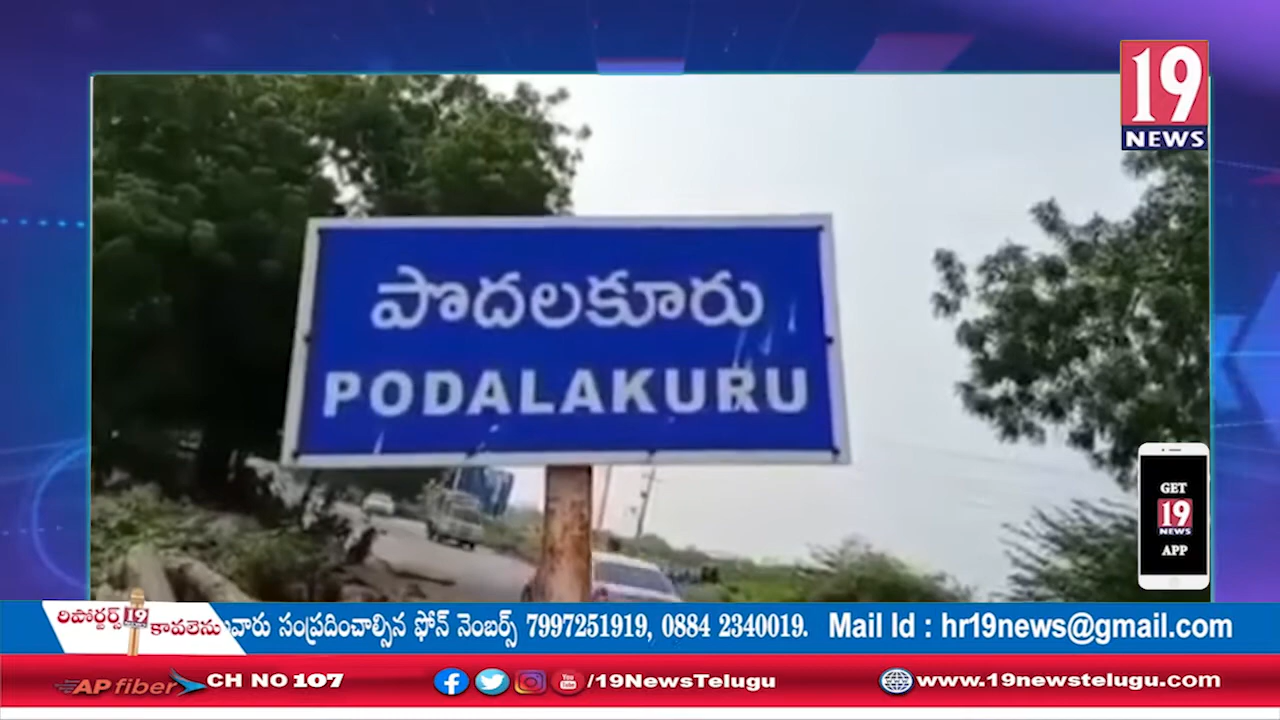 19
NEWS
పొదలకూరు
PODALAKURU
GET
19
NEWS
APP
రిపోర్టర్స్ 19 కావలెను
వారు సంప్రదించాల్సిన ఫోన్ నెంబర్స్ 7997251919, 0884 2340019. Mail Id : hr19news@gmail.com
AP fiber CH NO 107 /19NewsTelugu www.19newstelugu.com